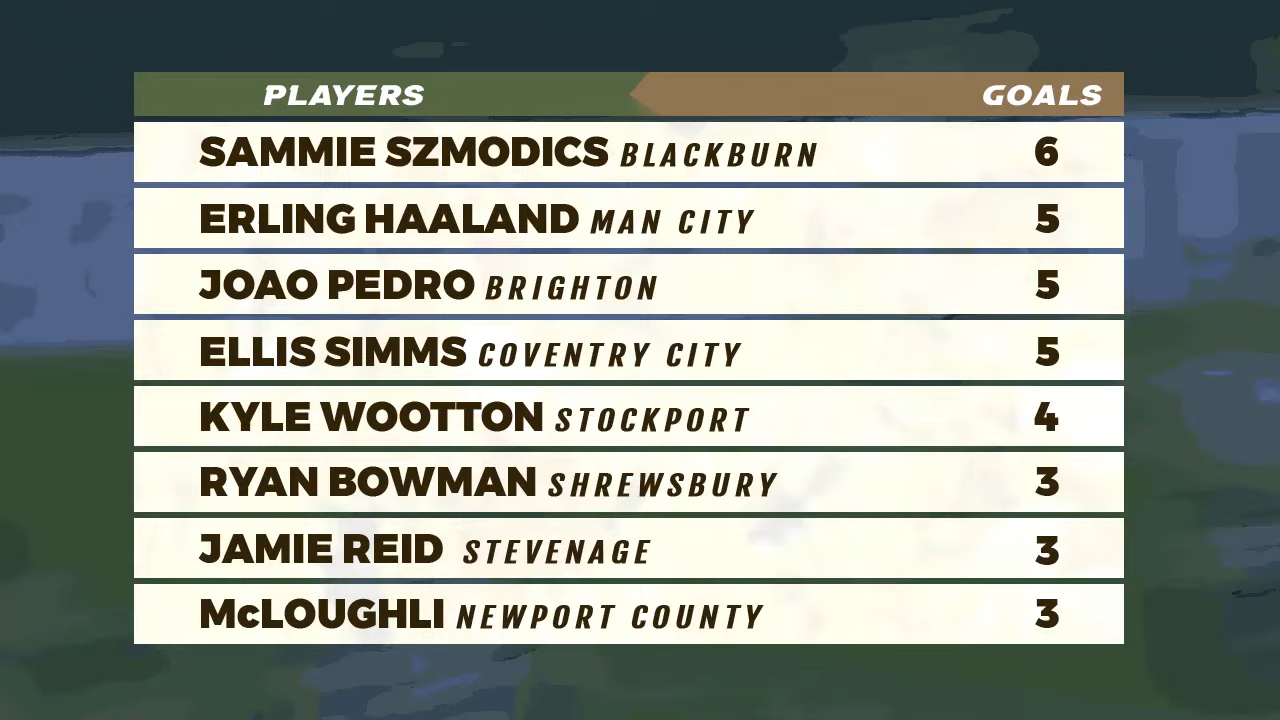 PLAYERS GOALS
SAMMIE SZMODICS BLACKBURN 6
ERLING HAALAND MAN CITY 5
JOAO PEDRO BRIGHTON 5
ELLIS SIMMS COVENTRY CITY 5
KYLE WOOTTON STOCKPORT 4
RYAN BOWMAN SHREWSBURY 3
JAMIE REID STEVENAGE 3
McLOUGHLI NEWPORT COUNTY 3